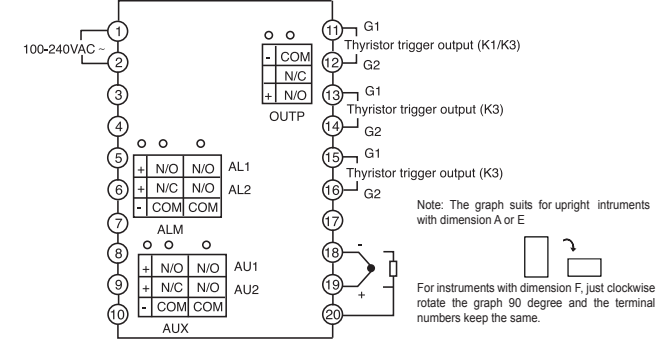 1
100-240VAC ~
2
3
4
5
6
7
8
9
10
- COM
N/C
+ N/O
OUTP
+ N/O N/O AL1
+ N/C N/O AL2
- COM COM
ALM
+ N/O N/O AU1
+ N/C N/O AU2
- COM COM
AUX
11 G1
Thyristor trigger output (K1/K3)
12 G2
13 G1
Thyristor trigger output (K3)
14 G2
15 G1
Thyristor trigger output (K3)
16 G2
17
18 -
19 +
20
Note: The graph suits for upright intruments
with dimension A or E
For instruments with dimension F, just clockwise
rotate the graph 90 degree and the terminal
numbers keep the same.